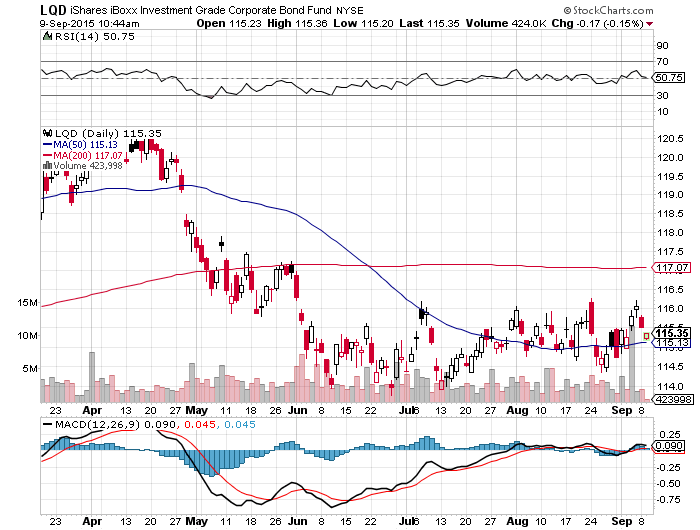 LQD iShares iBoxx Investment Grade Corporate Bond Fund NYSE © StockCharts.com
9-Sep-2015 10:44am Open 115.23 High 115.36 Low 115.20 Last 115.35 Volume 424.0K Chg -0.17 (-0.15%)
RSI(14) 50.75
90
70
50.75
30
10
LQD (Daily) 115.35
MA(50) 115.13
MA(200) 117.07
Volume 423,998
120.5
120.0
119.5
119.0
118.5
118.0
117.5
117.07
116.5
15M 116.0
115.5
10M 115.35
115.13
115.0
5M 114.5
114.0
423998
23 Apr 13 20 27 May 11 18 26 Jun 8 15 22 Jul 6 13 20 27 Aug 10 17 24 Sep 8
MACD(12,26,9) 0.090, 0.045, 0.045
0.25
0.090
-0.25
-0.50
-0.75
23 Apr 13 20 27 May 11 18 26 Jun 8 15 22 Jul 6 13 20 27 Aug 10 17 24 Sep 8